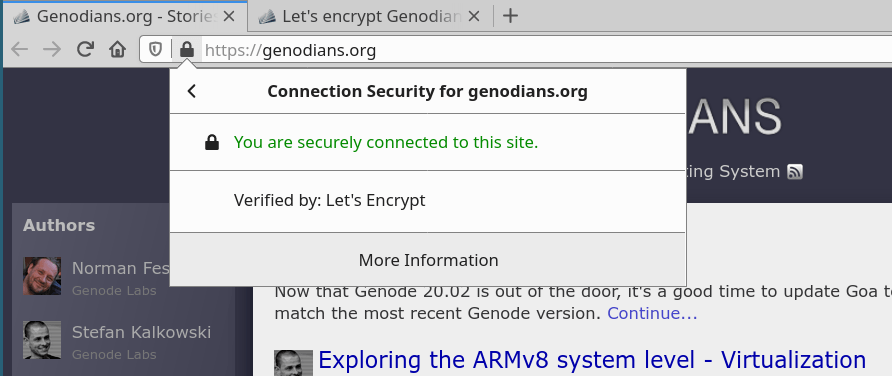 Genodians.org - Stories
Let's encrypt Genodian
https://genodians.org
Connection Security for genodians.org
You are securely connected to this site.
Verified by: Let's Encrypt
More Information
ANS
ing System
Authors
Norman Fes
Genode Labs
Stefan Kalkowski
Genode Labs
Now that Genode 20.02 is out of the door, it's a good time to update Goa to
match the most recent Genode version. Continue...
Exploring the ARMv8 system level - Virtualization